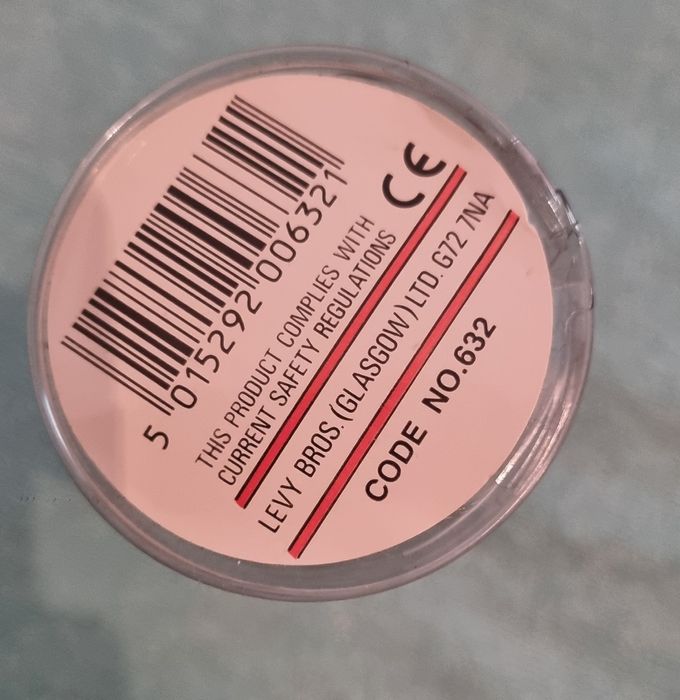 5 015292 006321
THIS PRODUCT COMPLIES WITH
CURRENT SAFETY REGULATIONS
CE
LEVY BROS. (GLASGOW) LTD. G72 7NA
CODE NO.632